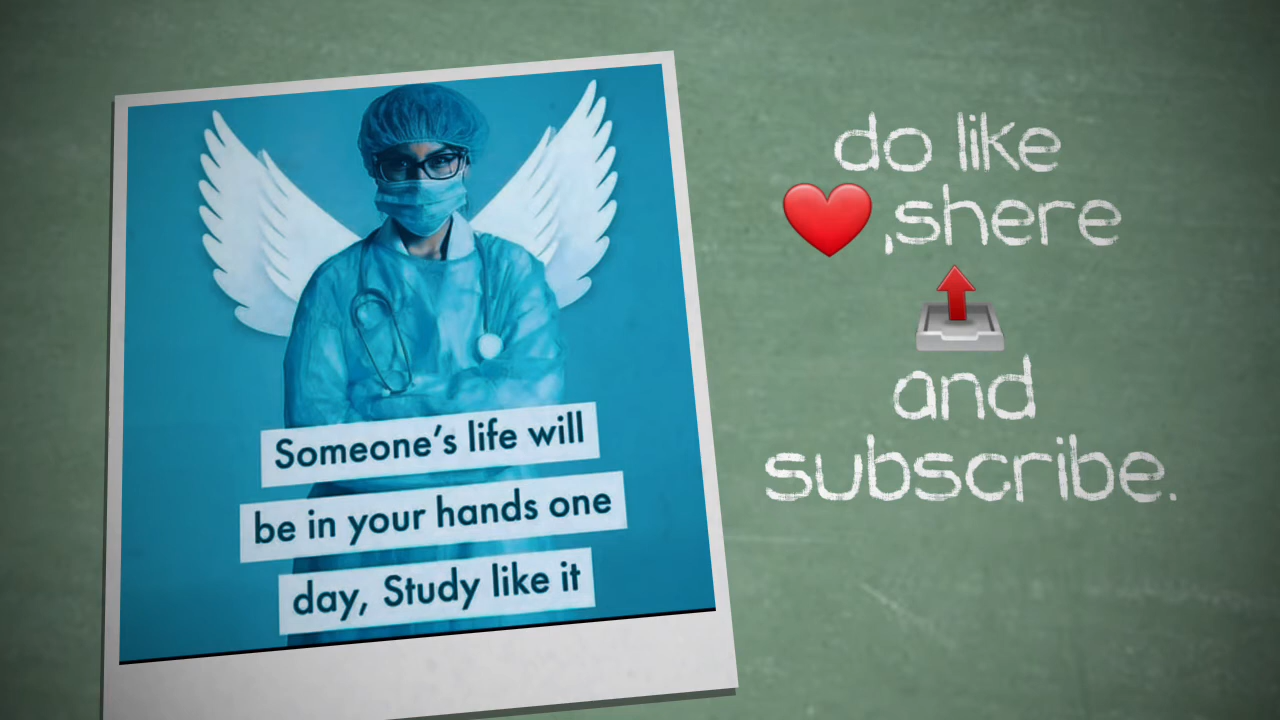 Someone's life will
be in your hands one
day, Study like it
do like
❤️,shere
📤
and
subscribe.